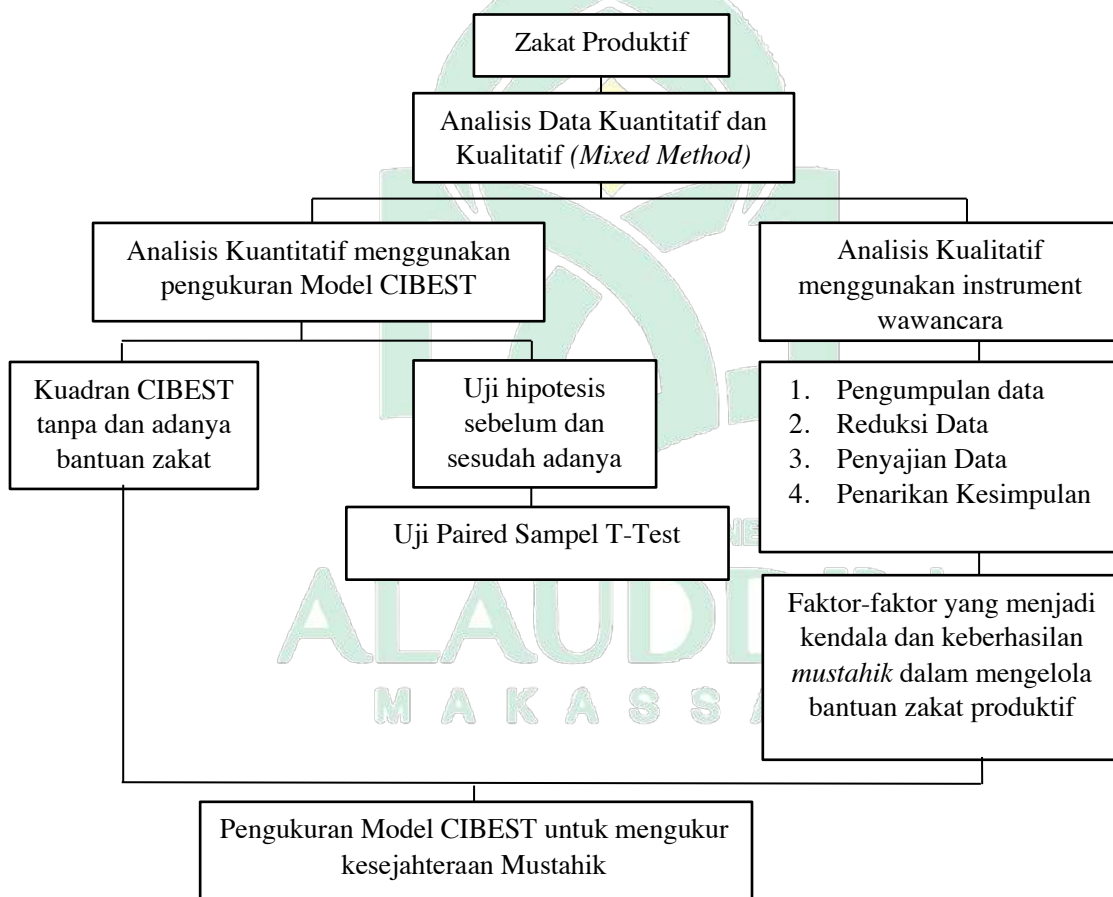 Zakat Produktif
Analisis Data Kuantitatif dan
Kualitatif (Mixed Method)
Analisis Kuantitatif menggunakan
pengukuran Model CIBEST
Analisis Kualitatif
menggunakan instrument
wawancara
Kuadran CIBEST
tanpa dan adanya
bantuan zakat
Uji hipotesis
sebelum dan
sesudah adanya
1. Pengumpulan data
2. Reduksi Data
3. Penyajian Data
4. Penarikan Kesimpulan
Uji Paired Sampel T-Test
Faktor-faktor yang menjadi
kendala dan keberhasilan
mustahik dalam mengelola
bantuan zakat produktif
MAKASSA
Pengukuran Model CIBEST untuk mengukur
kesejahteraan Mustahik